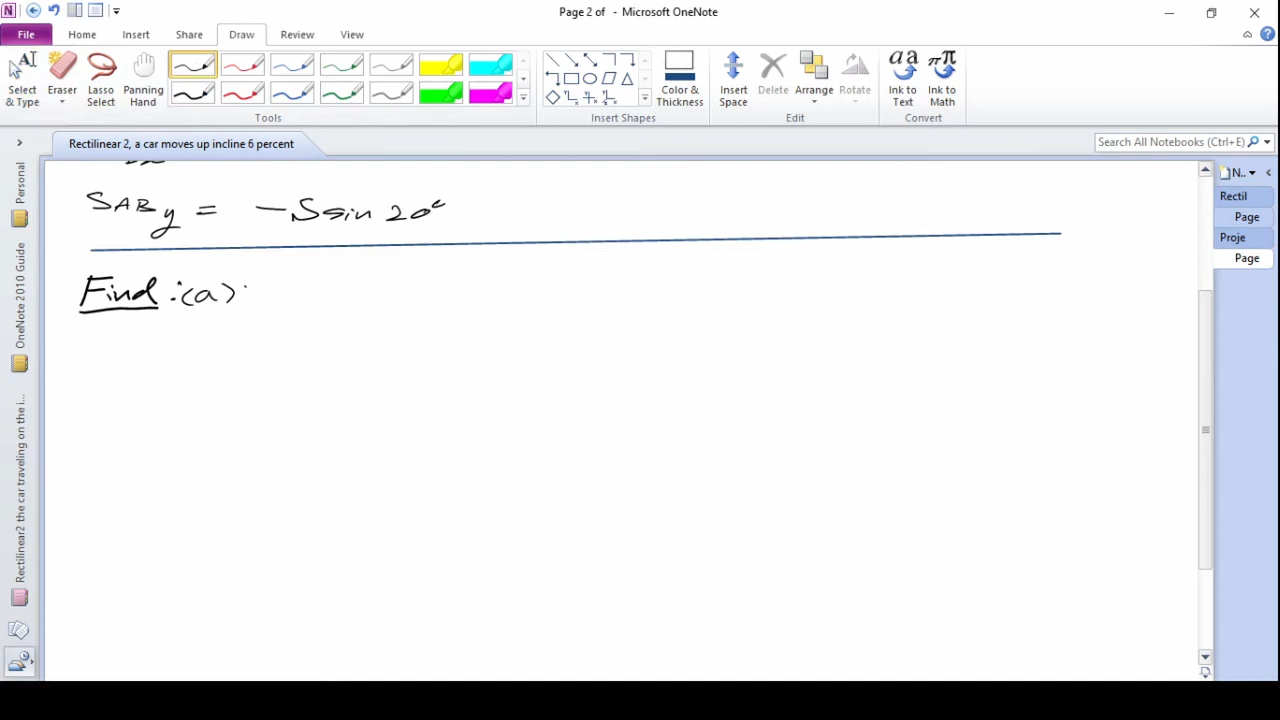 Page 2 of - Microsoft OneNote
File Home Insert Share Draw Review View
Select & Type
Eraser
Lasso Select
Panning Hand
Color & Thickness
Insert Space
Delete
Arrange
Rotate
Ink to Text
Ink to Math
Tools
Insert Shapes
Edit
Convert
Rectilinear 2, a car moves up incline 6 percent
Search All Notebooks (Ctrl+E)
N..
Personal
OneNote 2010 Guide
Rectilinear2 the car traveling on the i...
Rectil
Page
Proje
Page
SABy = -S sin 20°
Find : (a)